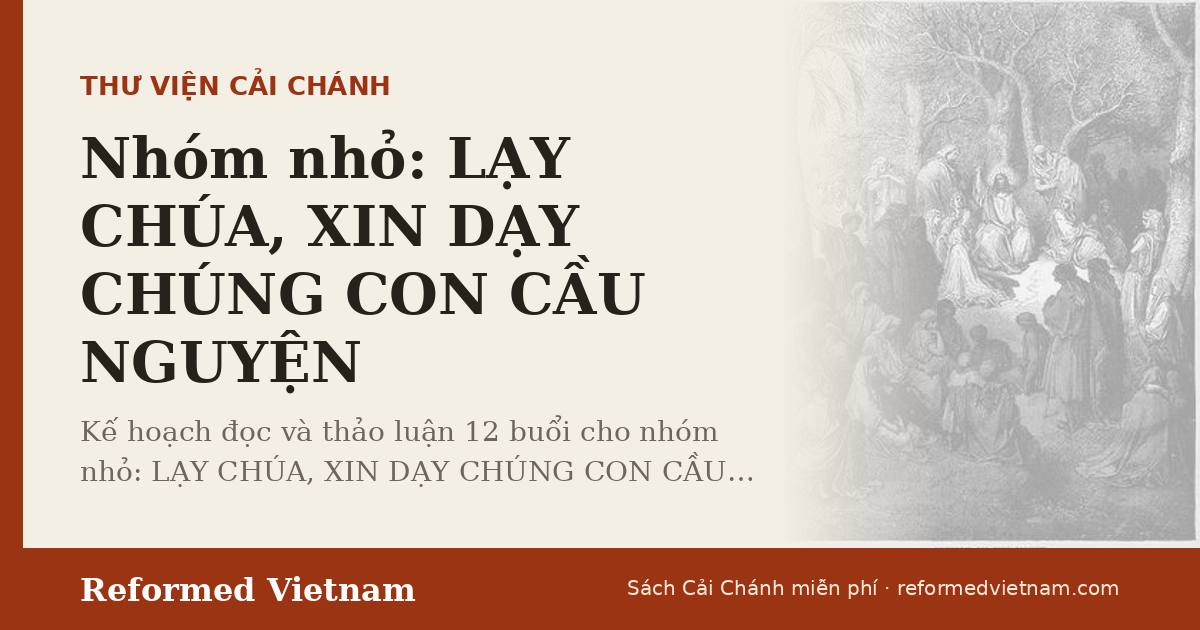 THƯ VIỆN CẢI CHÁNH
Nhóm nhỏ: LẠY
CHÚA, XIN DẠY
CHÚNG CON CẦU
NGUYỆN
Kế hoạch đọc và thảo luận 12 buổi cho nhóm
nhỏ: LẠY CHÚA, XIN DẠY CHÚNG CON CẦU...
Reformed Vietnam
Sách Cải Chánh miễn phí · reformedvietnam.com